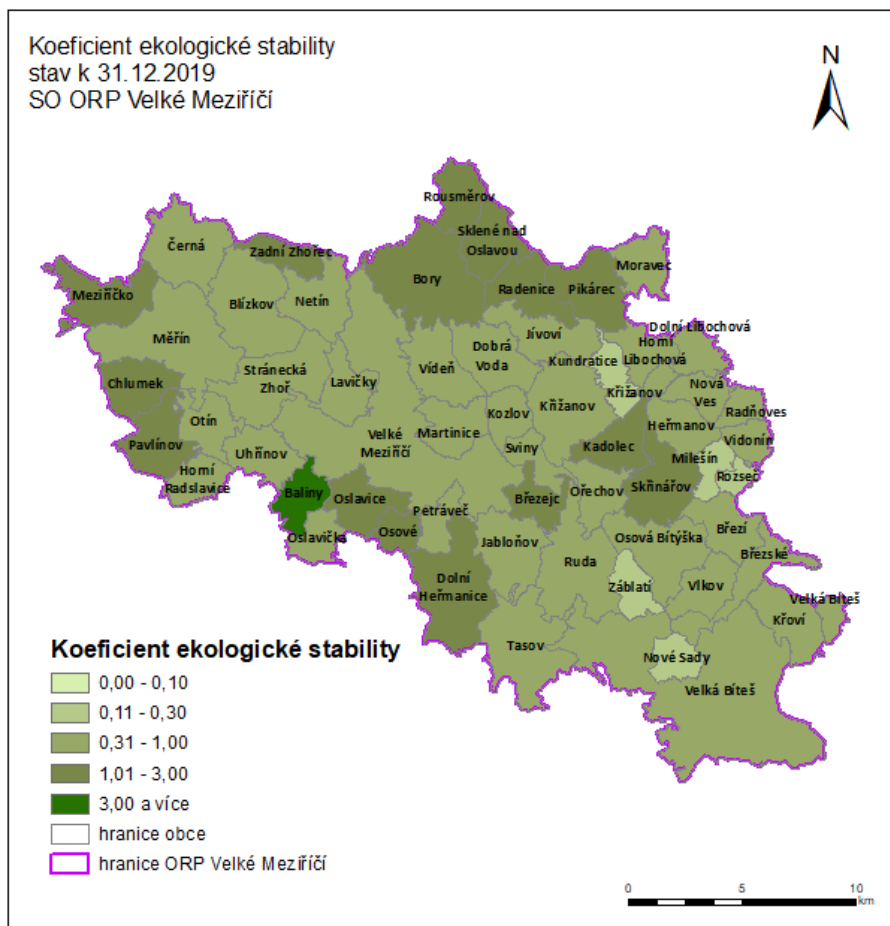 Koeficient ekologické stability
stav k 31.12.2019
SO ORP Velké Meziříčí
N
Rousměrov
Sklené nad
Oslavou
Černá
Zadní Zhořec
Moravec
Meziříčko
Bory
Radenice
Pikárec
Blízkov
Netín
Dolní Libochová
Měřín
Jívoví
Horní
Libochová
Dobrá
Voda
Kundratice
Stránecká
Zhoř
Vídeň
Chlumek
Lavičky
Nová
Ves
Křižanov
Křižanov
Kozlov
Radňoves
Otín
Heřmanov
Velké
Meziříčí
Martinice
Vidonín
Pavlínov
Uhřínov
Sviny
Kadolec
Milešín
Horní
Radslavice
Rozseč
Baliny
Oslavice
Březejc
Ořechov
Skřinářov
Petráveč
Osové
Oslavička
Jabloňov
Osová Bítýška
Březí
Březské
Ruda
Dolní
Heřmanice
Záblatí
Vlkov
Velká Bíteš
Křoví
Tasov
Nové Sady
Velká Bíteš
Koeficient ekologické stability
0,00 - 0,10
0,11 - 0,30
0,31 - 1,00
1,01 - 3,00
3,00 a více
hranice obce
hranice ORP Velké Meziříčí
0 5 10
km